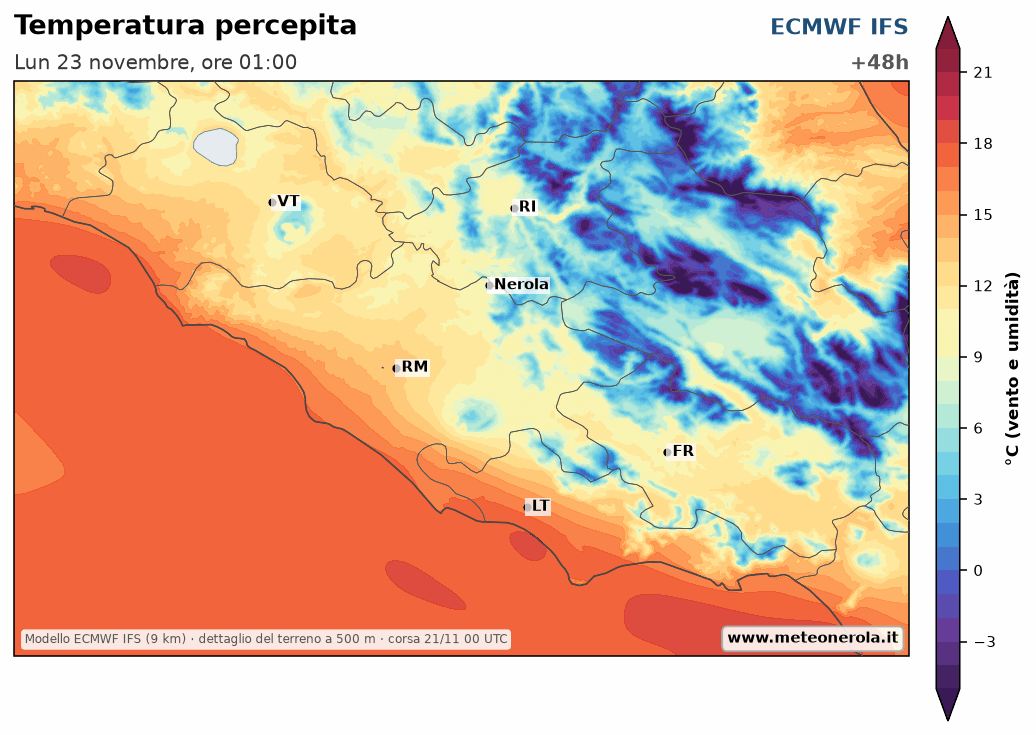 Temperatura percepita
ECMWF IFS
Lun 23 novembre, ore 01:00
+48h
VT
RI
Nerola
RM
FR
LT
21
18
15
12
9
6
3
0
−3
°C (vento e umidità)
Modello ECMWF IFS (9 km) · dettaglio del terreno a 500 m · corsa 21/11 00 UTC
www.meteonerola.it